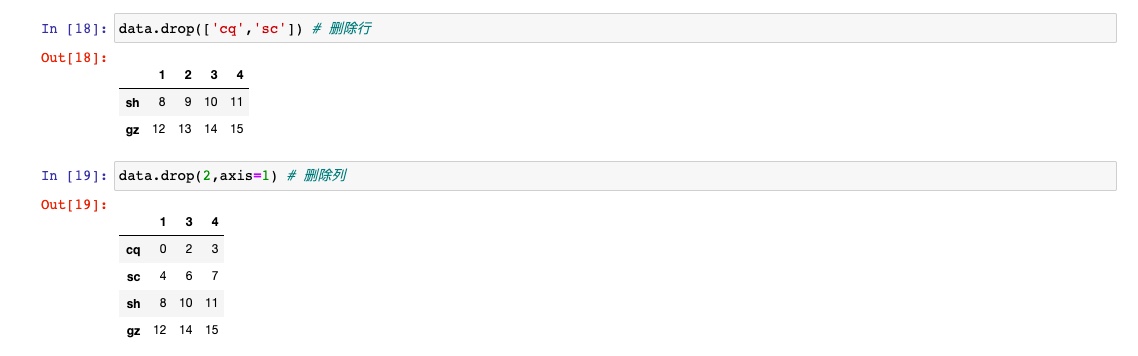 In [18]: data.drop(['cq','sc']) # 删除行
Out[18]:
1 2 3 4
sh 8 9 10 11
gz 12 13 14 15
In [19]: data.drop(2,axis=1) # 删除列
Out[19]:
1 3 4
cq 0 2 3
sc 4 6 7
sh 8 10 11
gz 12 14 15